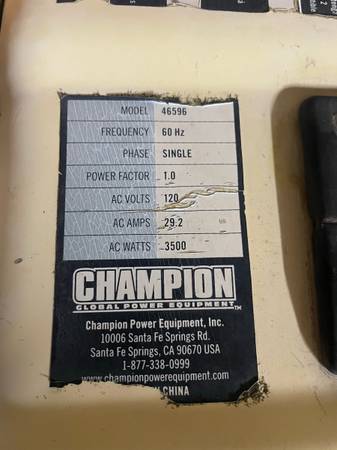 MODEL 46596
FREQUENCY 60 Hz
PHASE SINGLE
POWER FACTOR 1.0
AC VOLTS 120
AC AMPS 29.2
AC WATTS 3500
CHAMPION
GLOBAL POWER EQUIPMENT™
Champion Power Equipment, Inc.
10006 Santa Fe Springs Rd.
Santa Fe Springs, CA 90670 USA
1-877-338-0999
www.championpowerequipment.com
CHINA